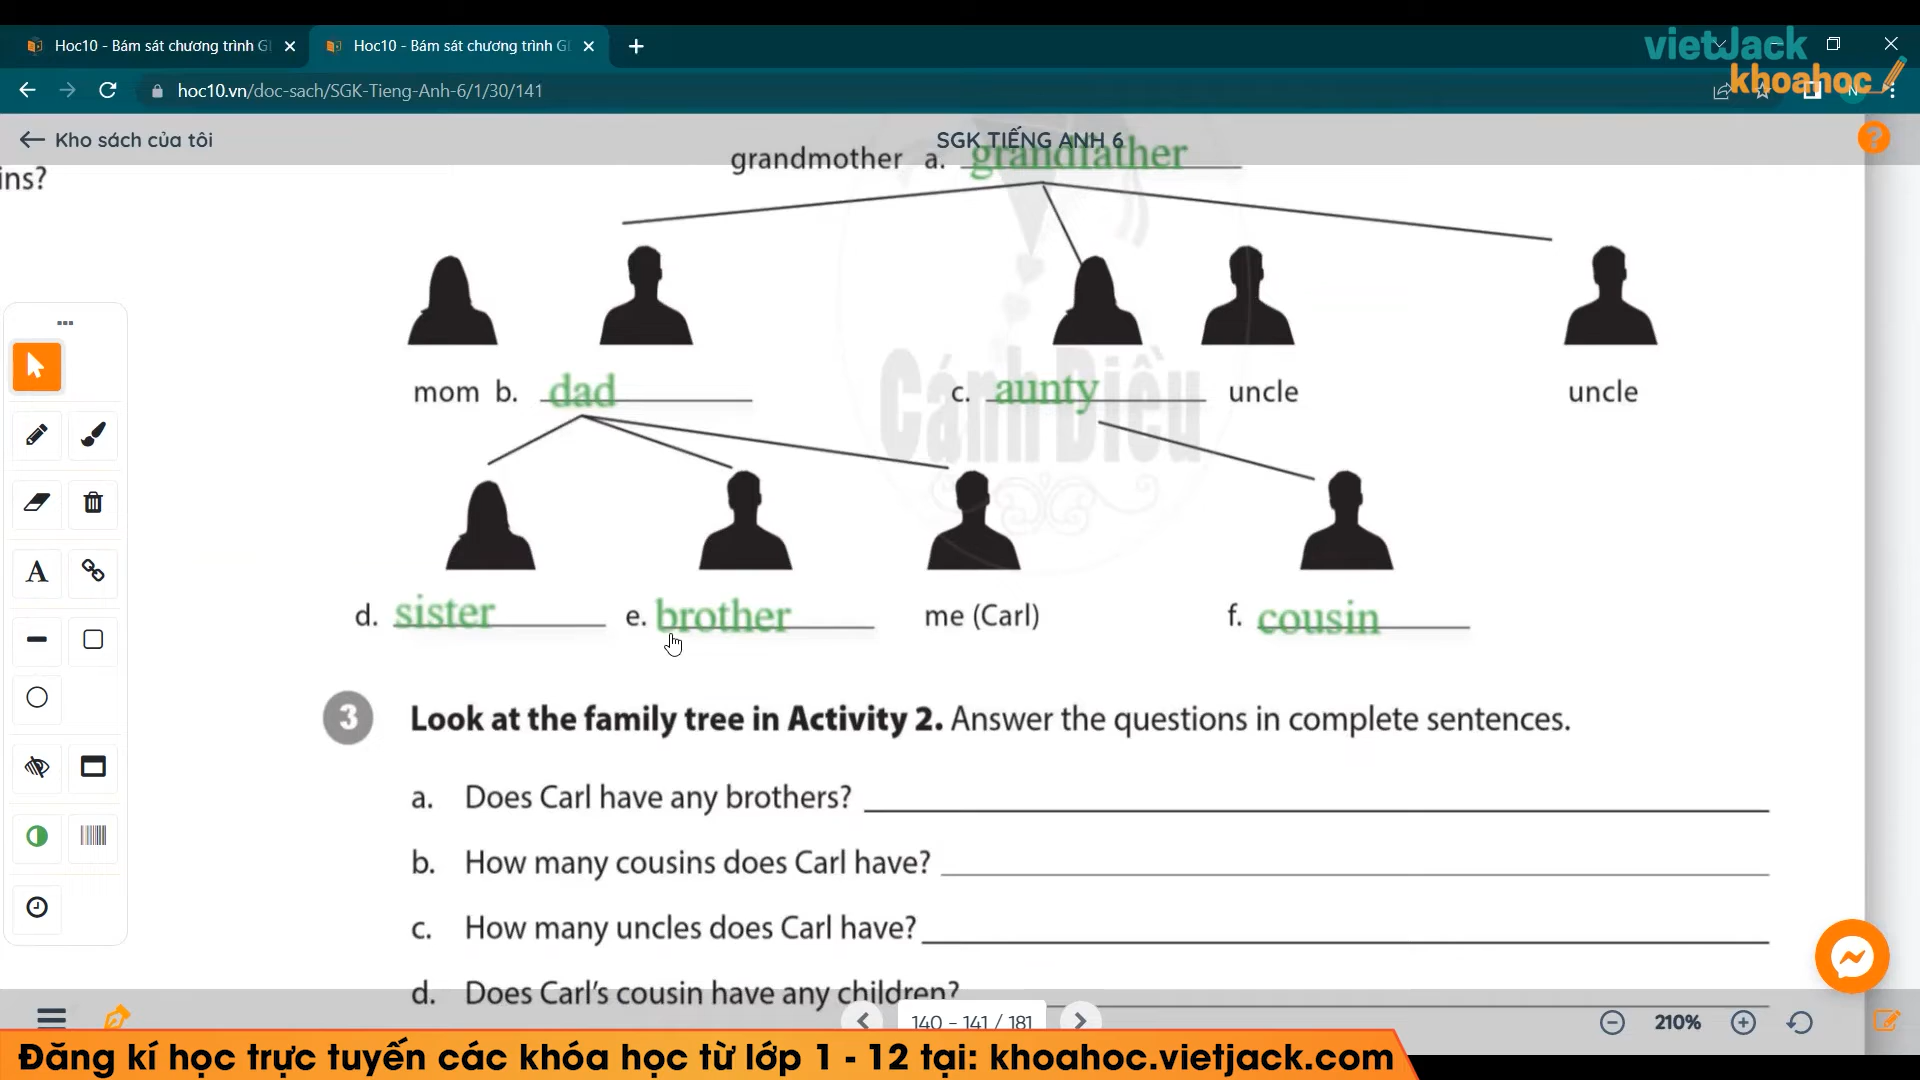 Hoc10 - Bám sát chương trình G
Hoc10 - Bám sát chương trình G
vietJack
khoahoc
hoc10.vn/doc-sach/SGK-Tieng-Anh-6/1/30/141
N
Kho sách của tôi
SGK TIẾNG ANH 6
?
ins?
grandmother a. grandfather
Cánh Diều
mom b. dad
c. aunty uncle
uncle
d. sister
e. brother
me (Carl)
f. cousin
A
3 Look at the family tree in Activity 2. Answer the questions in complete sentences.
a. Does Carl have any brothers?
b. How many cousins does Carl have?
c. How many uncles does Carl have?
d. Does Carl's cousin have any children?
140 - 141 / 181
210%
Đăng kí học trực tuyến các khóa học từ lớp 1 - 12 tại: khoahoc.vietjack.com